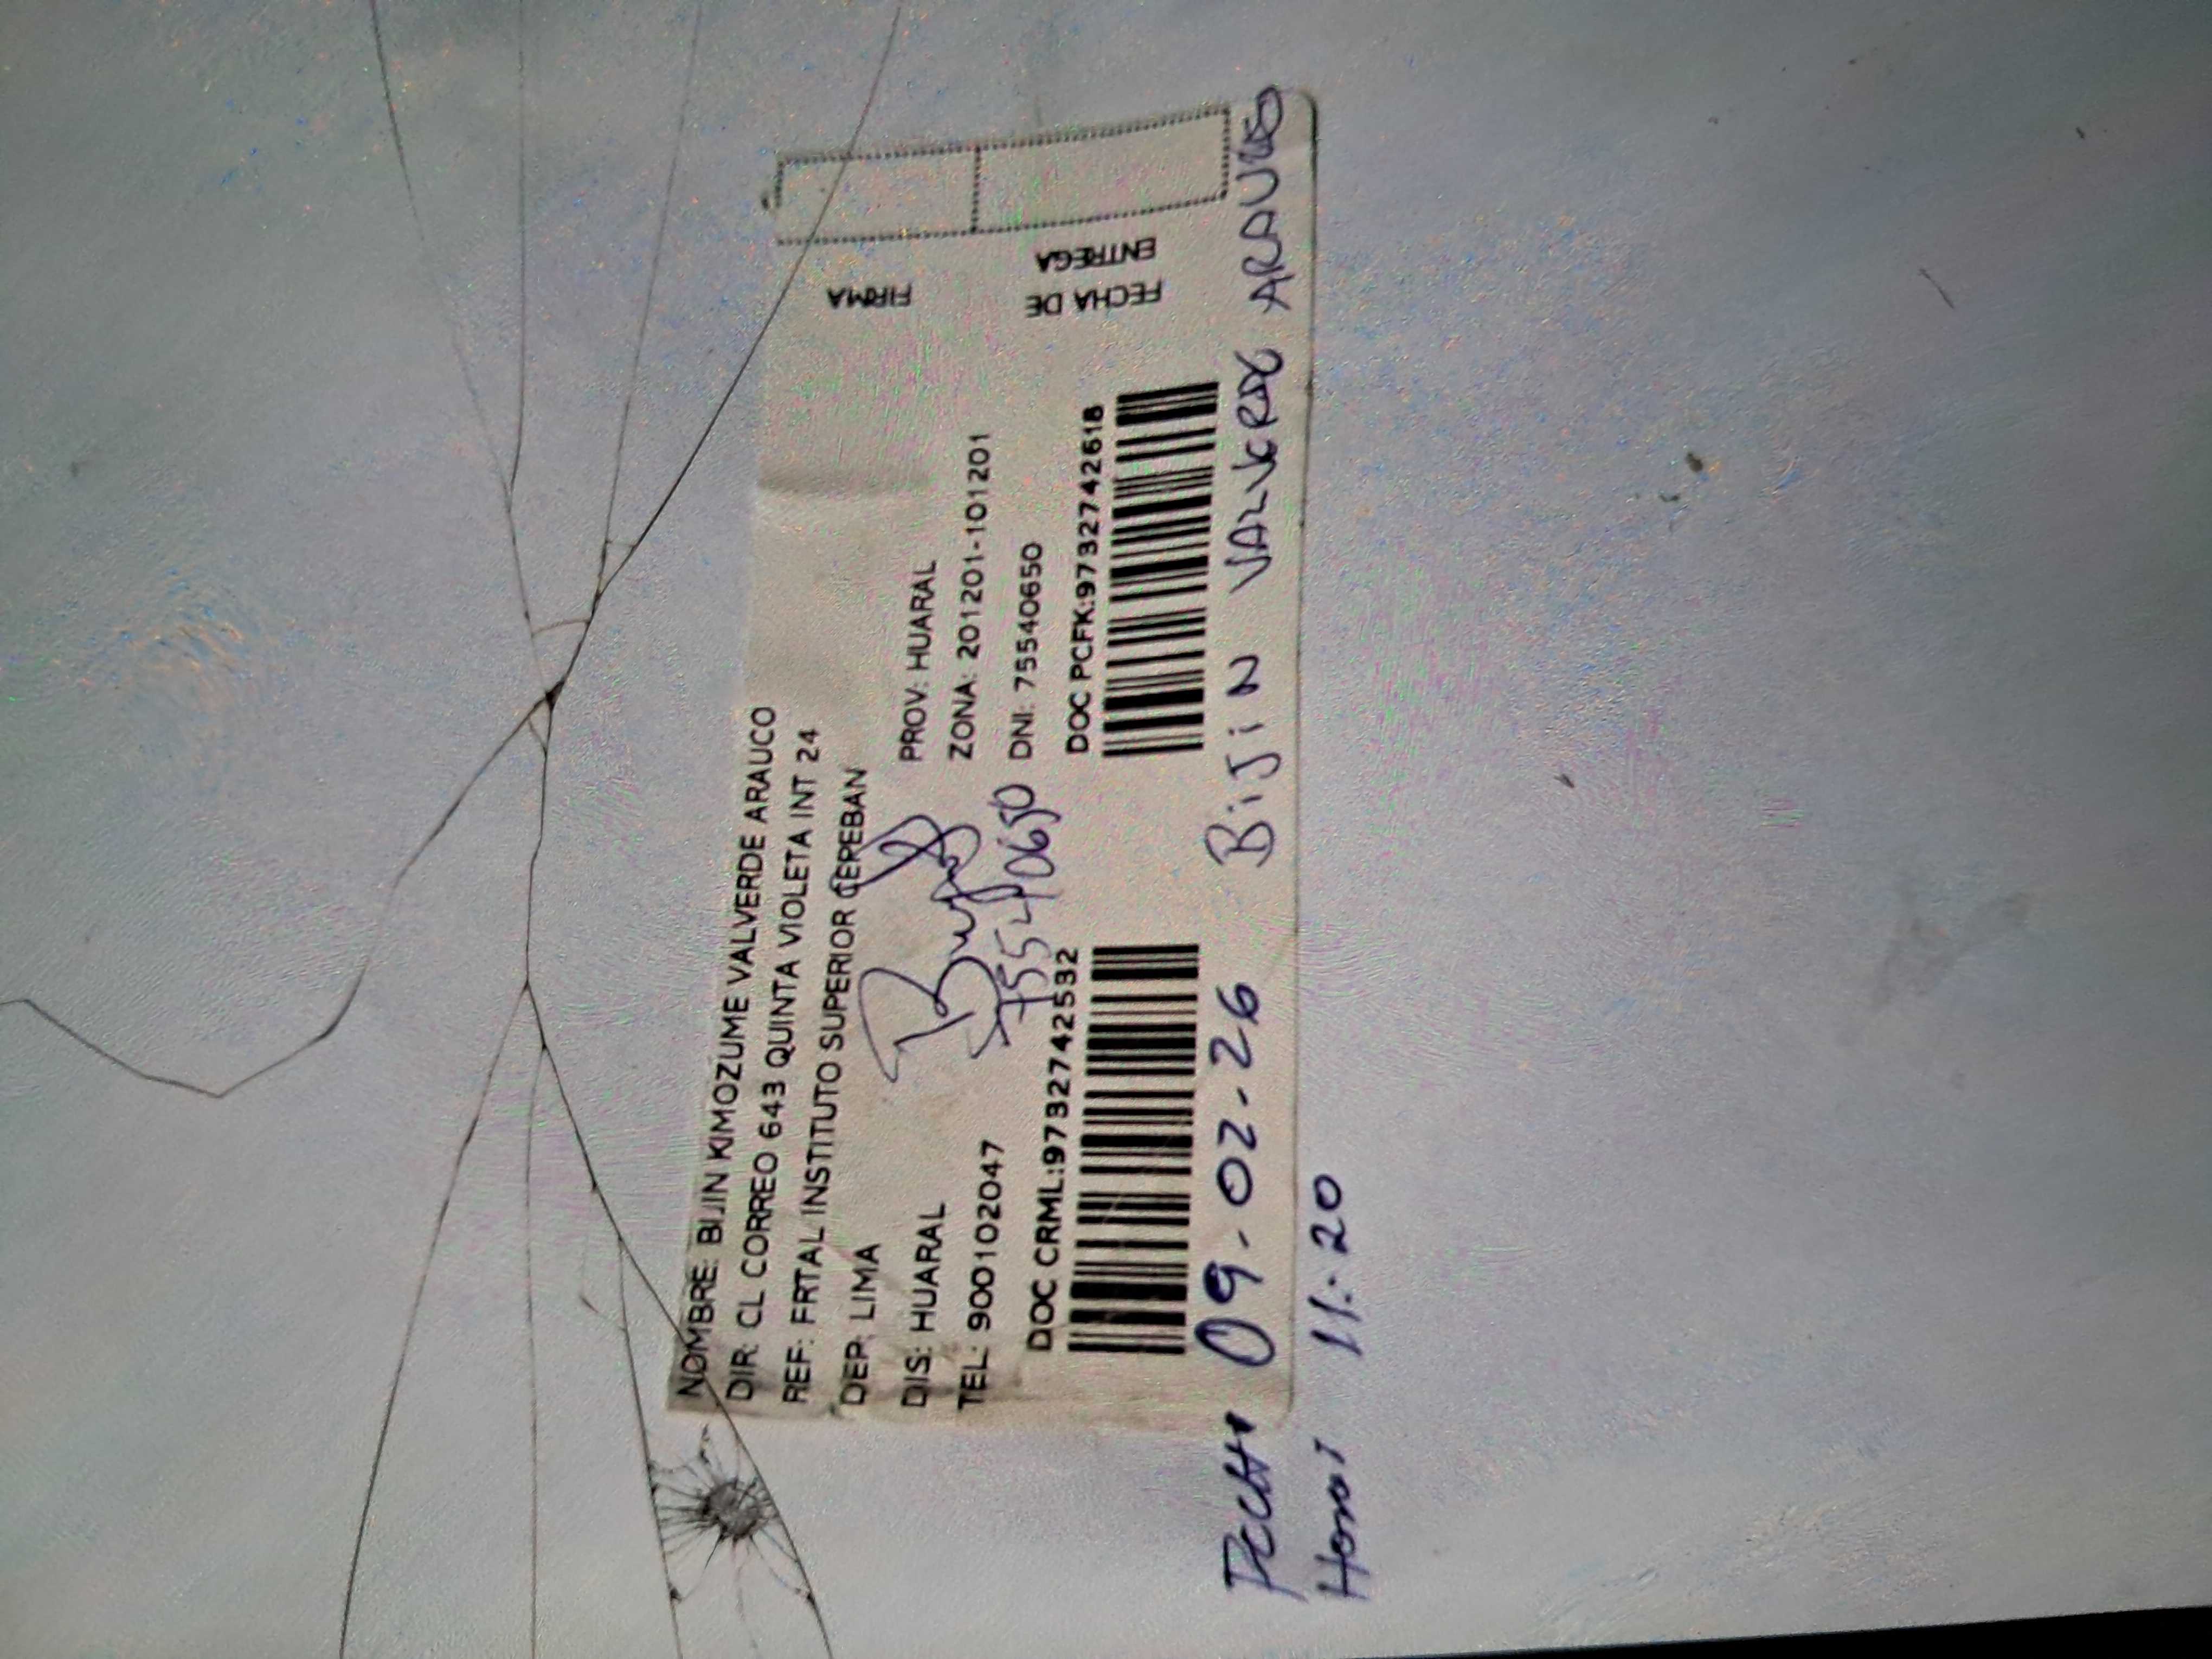 NOMBRE: BIJIN KIMOZUME VALVERDE ARAUCO
DIR: CL CORREO 643 QUINTA VIOLETA INT 24
REF: FRTAL INSTITUTO SUPERIOR CEPEBAN
DEP: LIMA
DIS: HUARAL PROV: HUARAL
TEL: 900102047 ZONA: 201201-101201
DNI: 75540650
75540650
DOC CRML:97327742532 DOC PCFK:97327742618
FIRMA
FECHA DE
ENTREGA
09-02-26 BIJIN VALVERDE ARAUCO
11:20